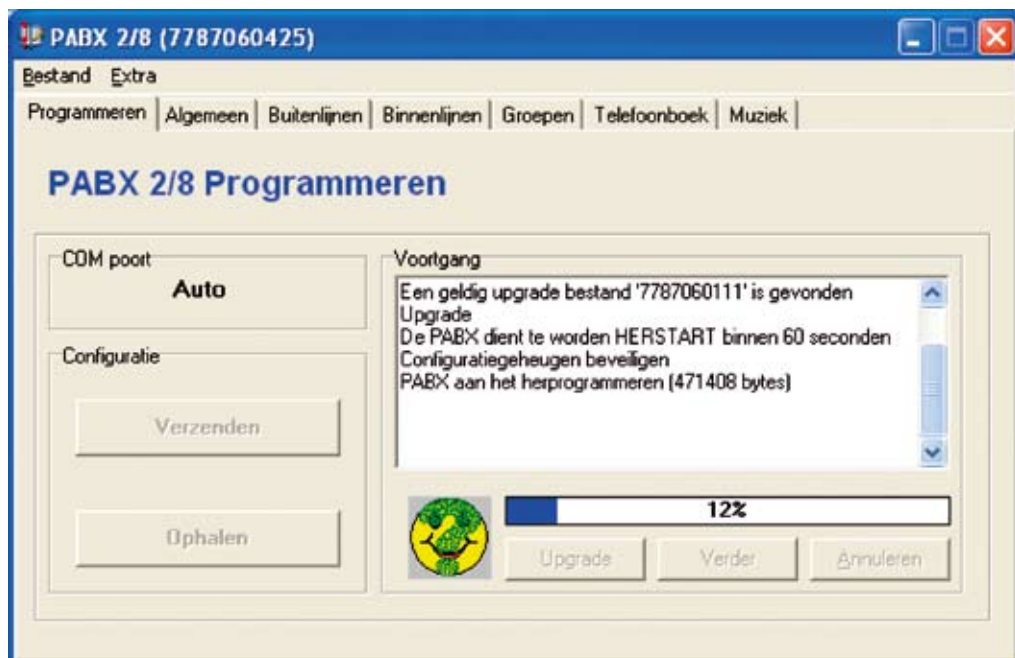 PABX 2/8 (7787060425)
Bestand Extra
Programmeren Algemeen Buitenlijnen Binnenlijnen Groepen Telefoonboek Muziek
PABX 2/8 Programmeren
COM poort
Auto
Configuratie
Verzenden
Ophalen
Voortgang
Een geldig upgrade bestand '7787060111' is gevonden
Upgrade
De PABX dient te worden HERSTART binnen 60 seconden
Configuratiegeheugen beveiligen
PABX aan het herprogrammeren (471408 bytes)
12%
Upgrade Verder Annuleren